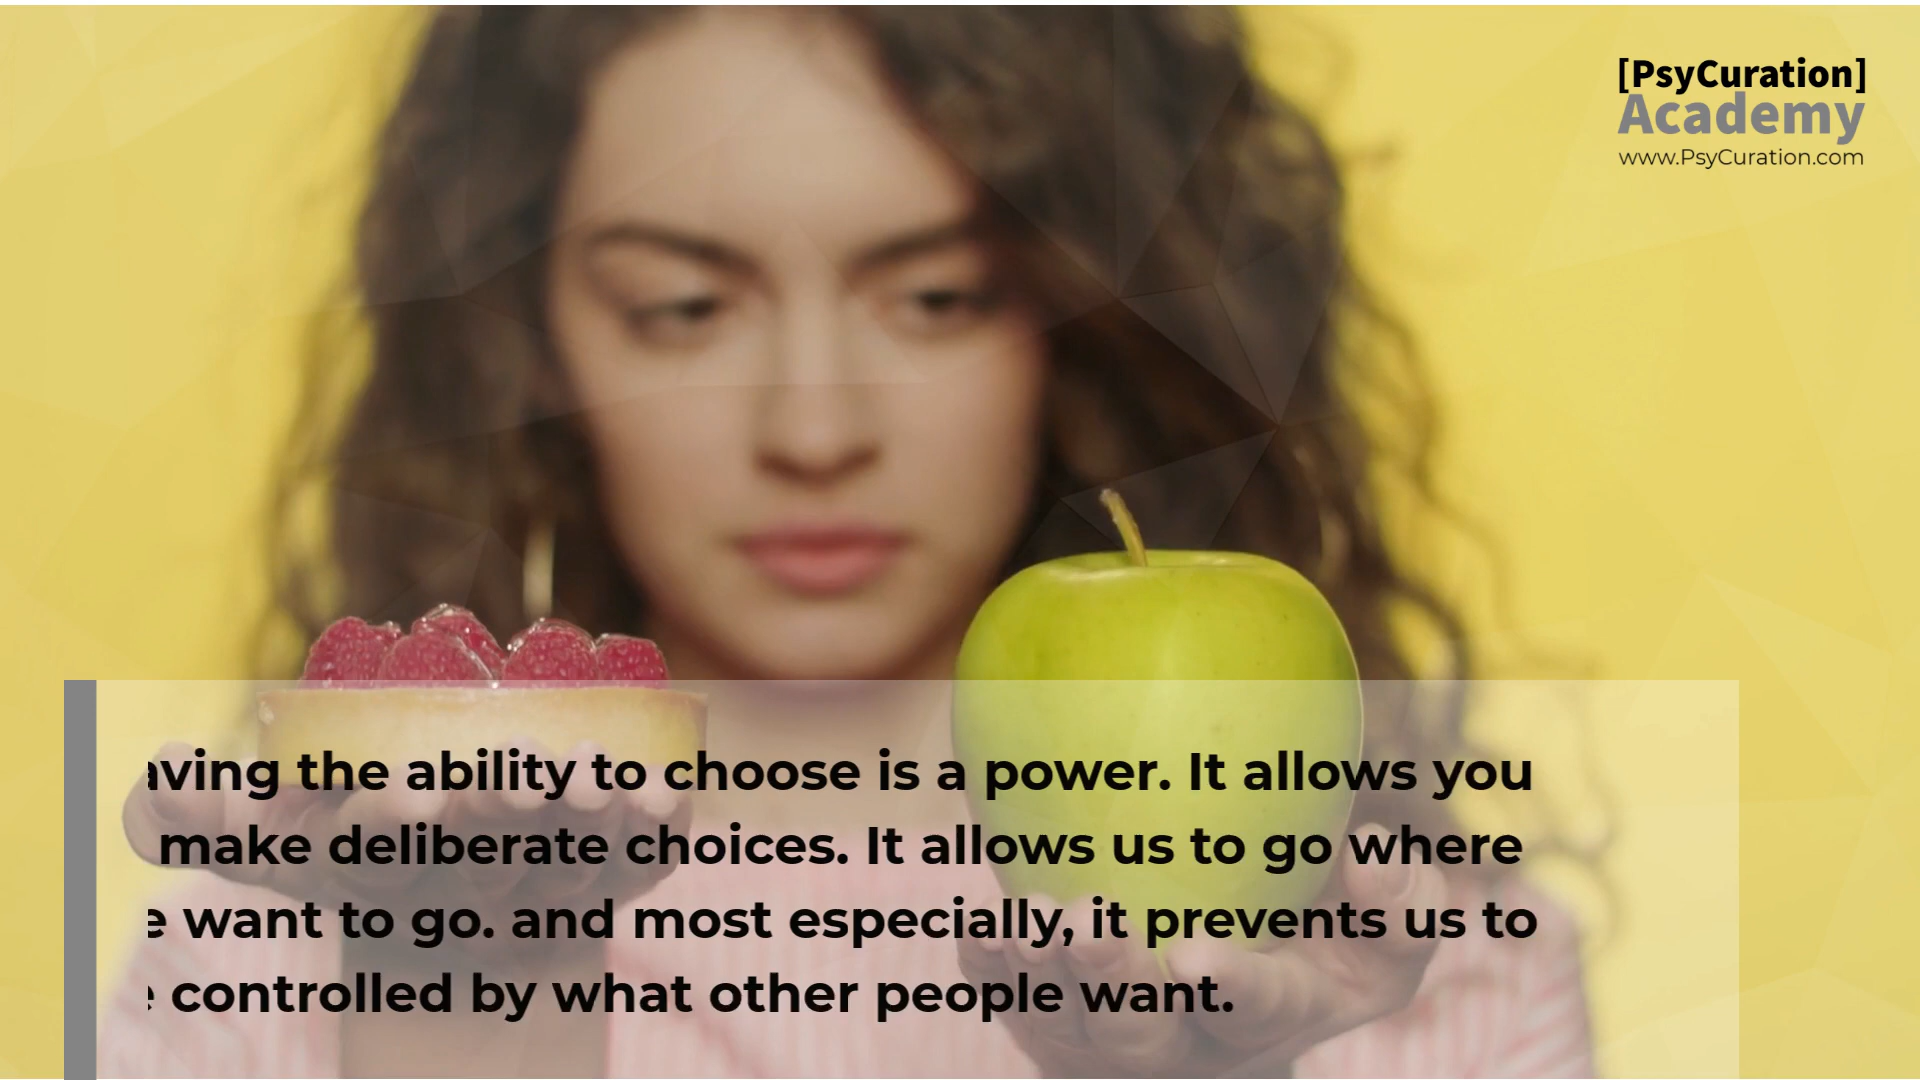 [PsyCuration]
Academy
www.PsyCuration.com
aving the ability to choose is a power. It allows you
make deliberate choices. It allows us to go where
e want to go. and most especially, it prevents us to
controlled by what other people want.